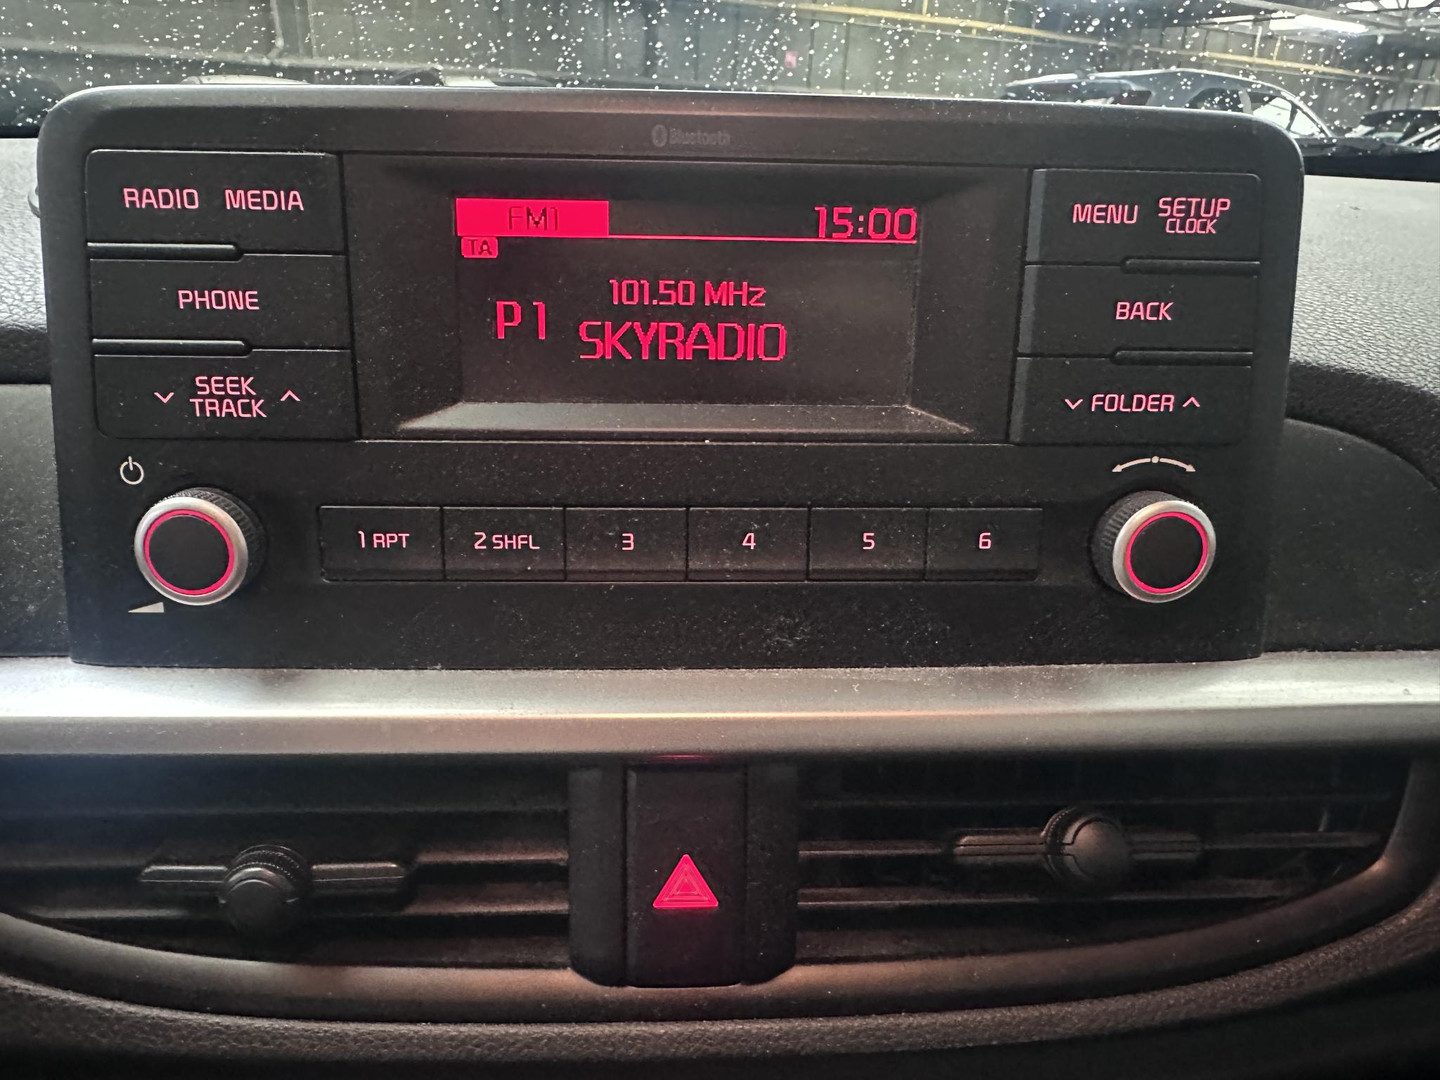 Bluetooth
RADIO MEDIA
PHONE
SEEK
TRACK
FM1
15:00
TA
101.50 MHz
P1
SKYRADIO
MENU
SETUP
CLOCK
BACK
FOLDER
1 RPT
2 SHFL
3
4
5
6